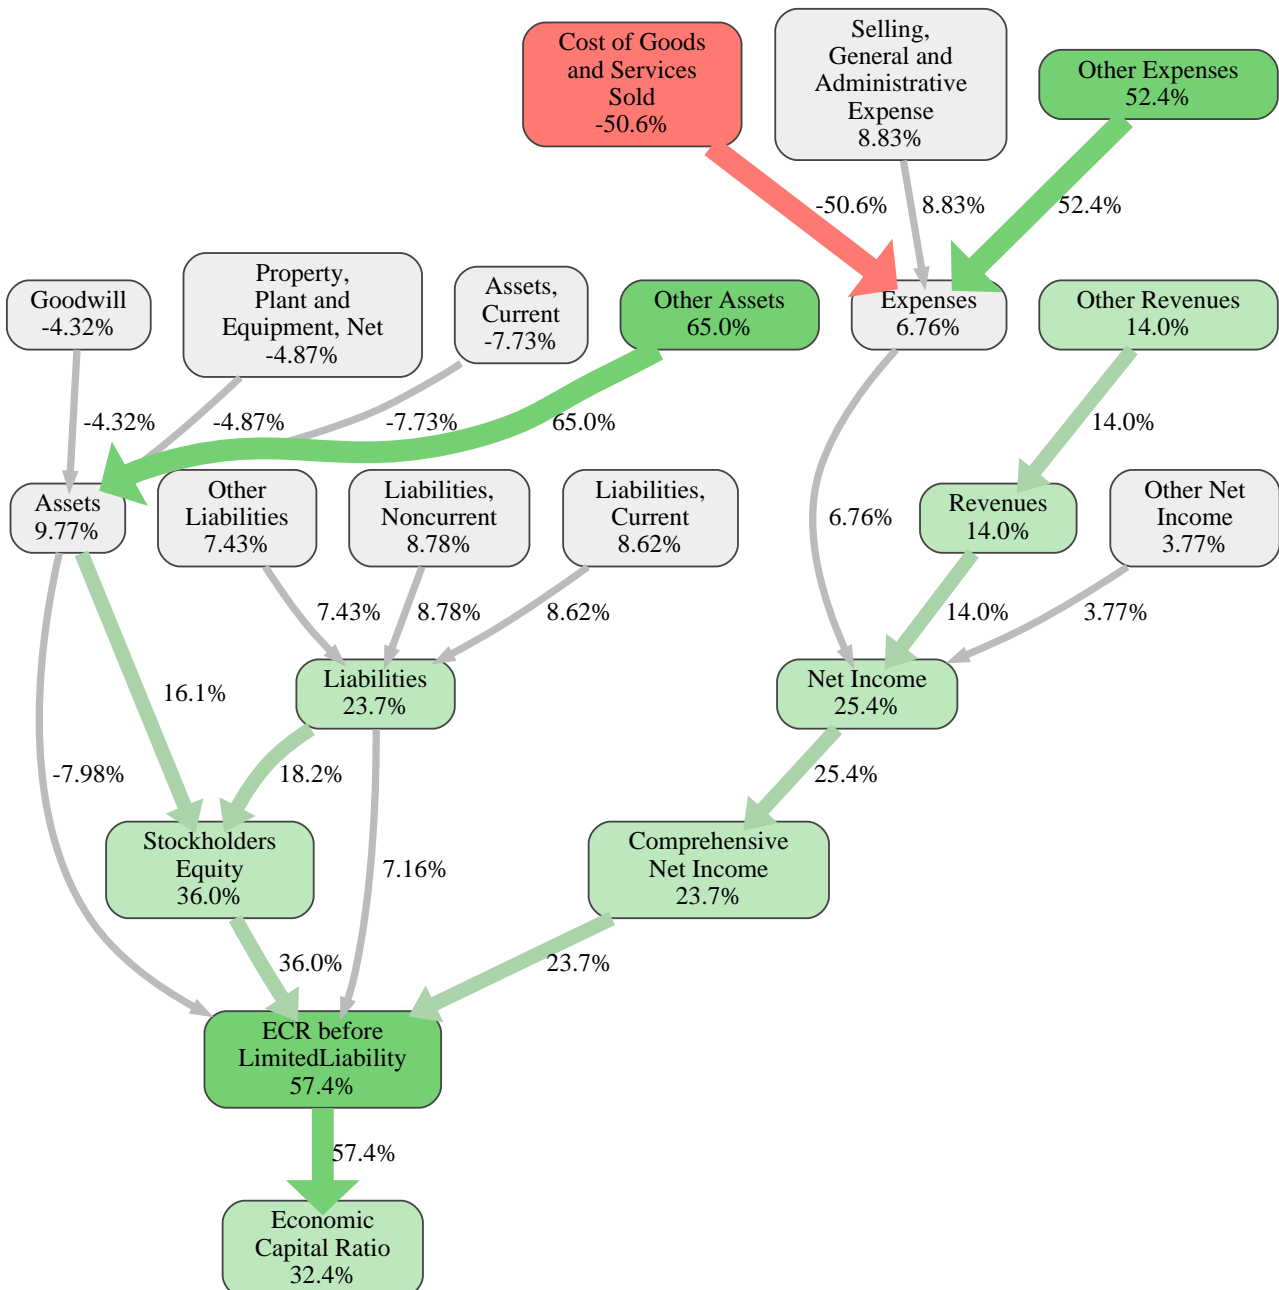 Cost of Goods
and Services
Sold
-50.6%
Selling,
General and
Administrative
Expense
8.83%
Other Expenses
52.4%
-50.6%
8.83%
52.4%
Goodwill
-4.32%
Property,
Plant and
Equipment, Net
-4.87%
Assets,
Current
-7.73%
Other Assets
65.0%
Expenses
6.76%
Other Revenues
14.0%
-4.32%
-4.87%
-7.73%
65.0%
14.0%
Assets
9.77%
Other
Liabilities
7.43%
Liabilities,
Noncurrent
8.78%
Liabilities,
Current
8.62%
6.76%
Revenues
14.0%
Other Net
Income
3.77%
7.43%
8.78%
8.62%
14.0%
3.77%
16.1%
Liabilities
23.7%
Net Income
25.4%
-7.98%
18.2%
25.4%
Stockholders
Equity
36.0%
7.16%
Comprehensive
Net Income
23.7%
36.0%
23.7%
ECR before
LimitedLiability
57.4%
57.4%
Economic
Capital Ratio
32.4%